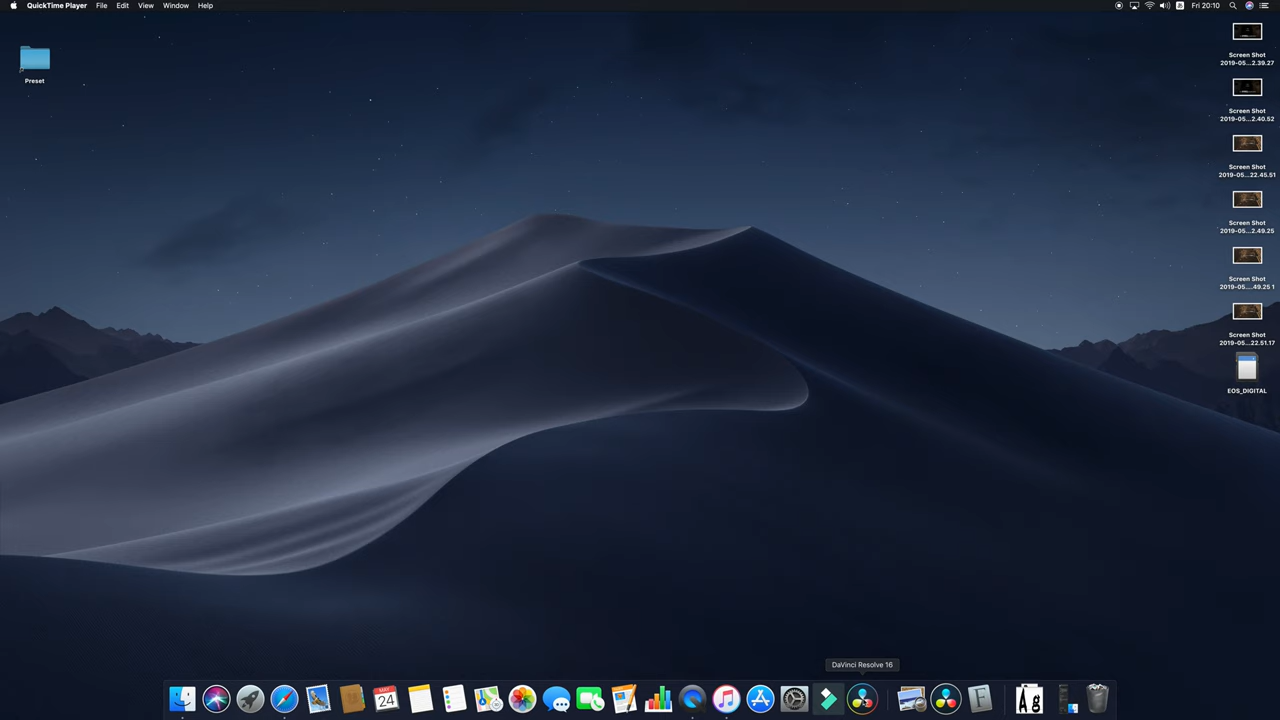 QuickTime Player File Edit View Window Help Fri 20:10
Preset
Screen Shot
2019-05...2.39.27
Screen Shot
2019-05...2.40.52
Screen Shot
2019-05...22.45.51
Screen Shot
2019-05...2.49.25
Screen Shot
2019-05....49.25 1
Screen Shot
2019-05...22.51.17
EOS_DIGITAL
DaVinci Resolve 16
MAY
24
F
Ag